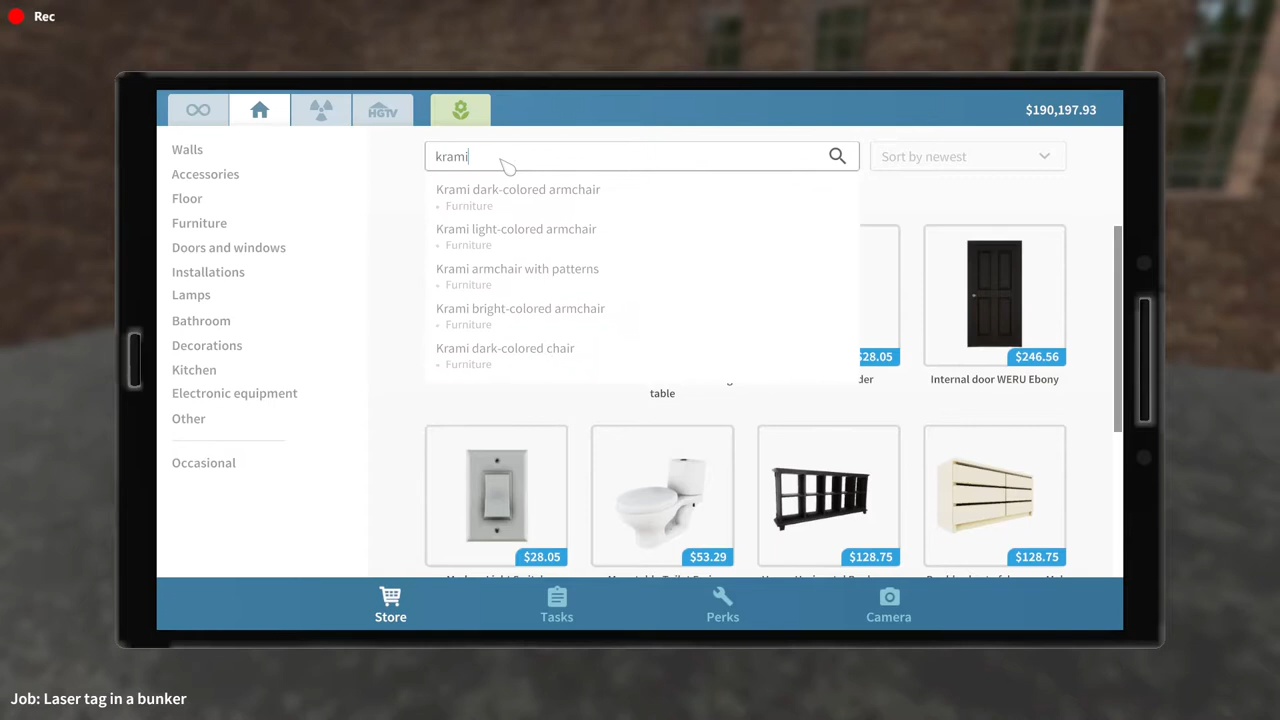 Rec
HGTV
$190,197.93
Walls
Accessories
Floor
Furniture
Doors and windows
Installations
Lamps
Bathroom
Decorations
Kitchen
Electronic equipment
Other
Occasional
krami
Sort by newest
Krami dark-colored armchair
Furniture
Krami light-colored armchair
Furniture
Krami armchair with patterns
Furniture
Krami bright-colored armchair
Furniture
Krami dark-colored chair
Furniture
$28.05
$246.56
table
der
Internal door WERU Ebony
$28.05
$53.29
$128.75
$128.75
Store
Tasks
Perks
Camera
Job: Laser tag in a bunker